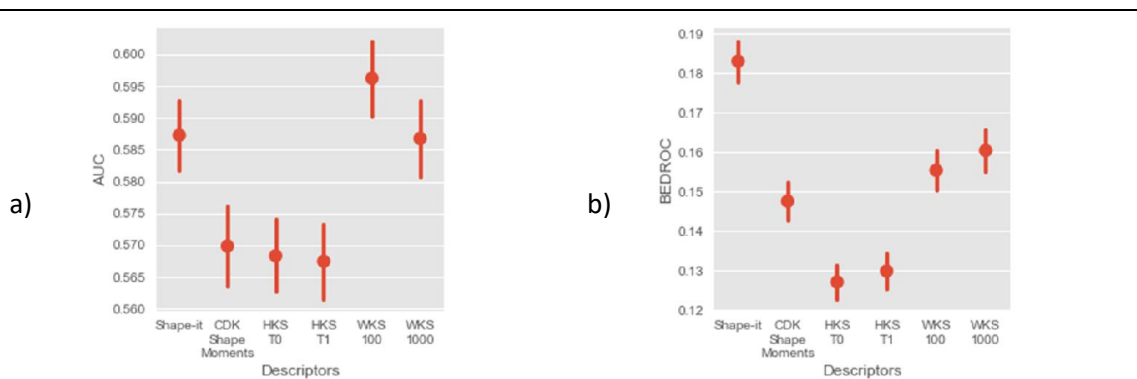 a)
AUC
0.600
0.595
0.590
0.585
0.580
0.575
0.570
0.565
0.560
Shape-it
CDK
Shape
Moments
HKS
T0
HKS
T1
WKS
100
WKS
1000
Descriptors
b)
BEDROC
0.19
0.18
0.17
0.16
0.15
0.14
0.13
0.12
Shape-it
CDK
Shape
Moments
HKS
T0
HKS
T1
WKS
100
WKS
1000
Descriptors